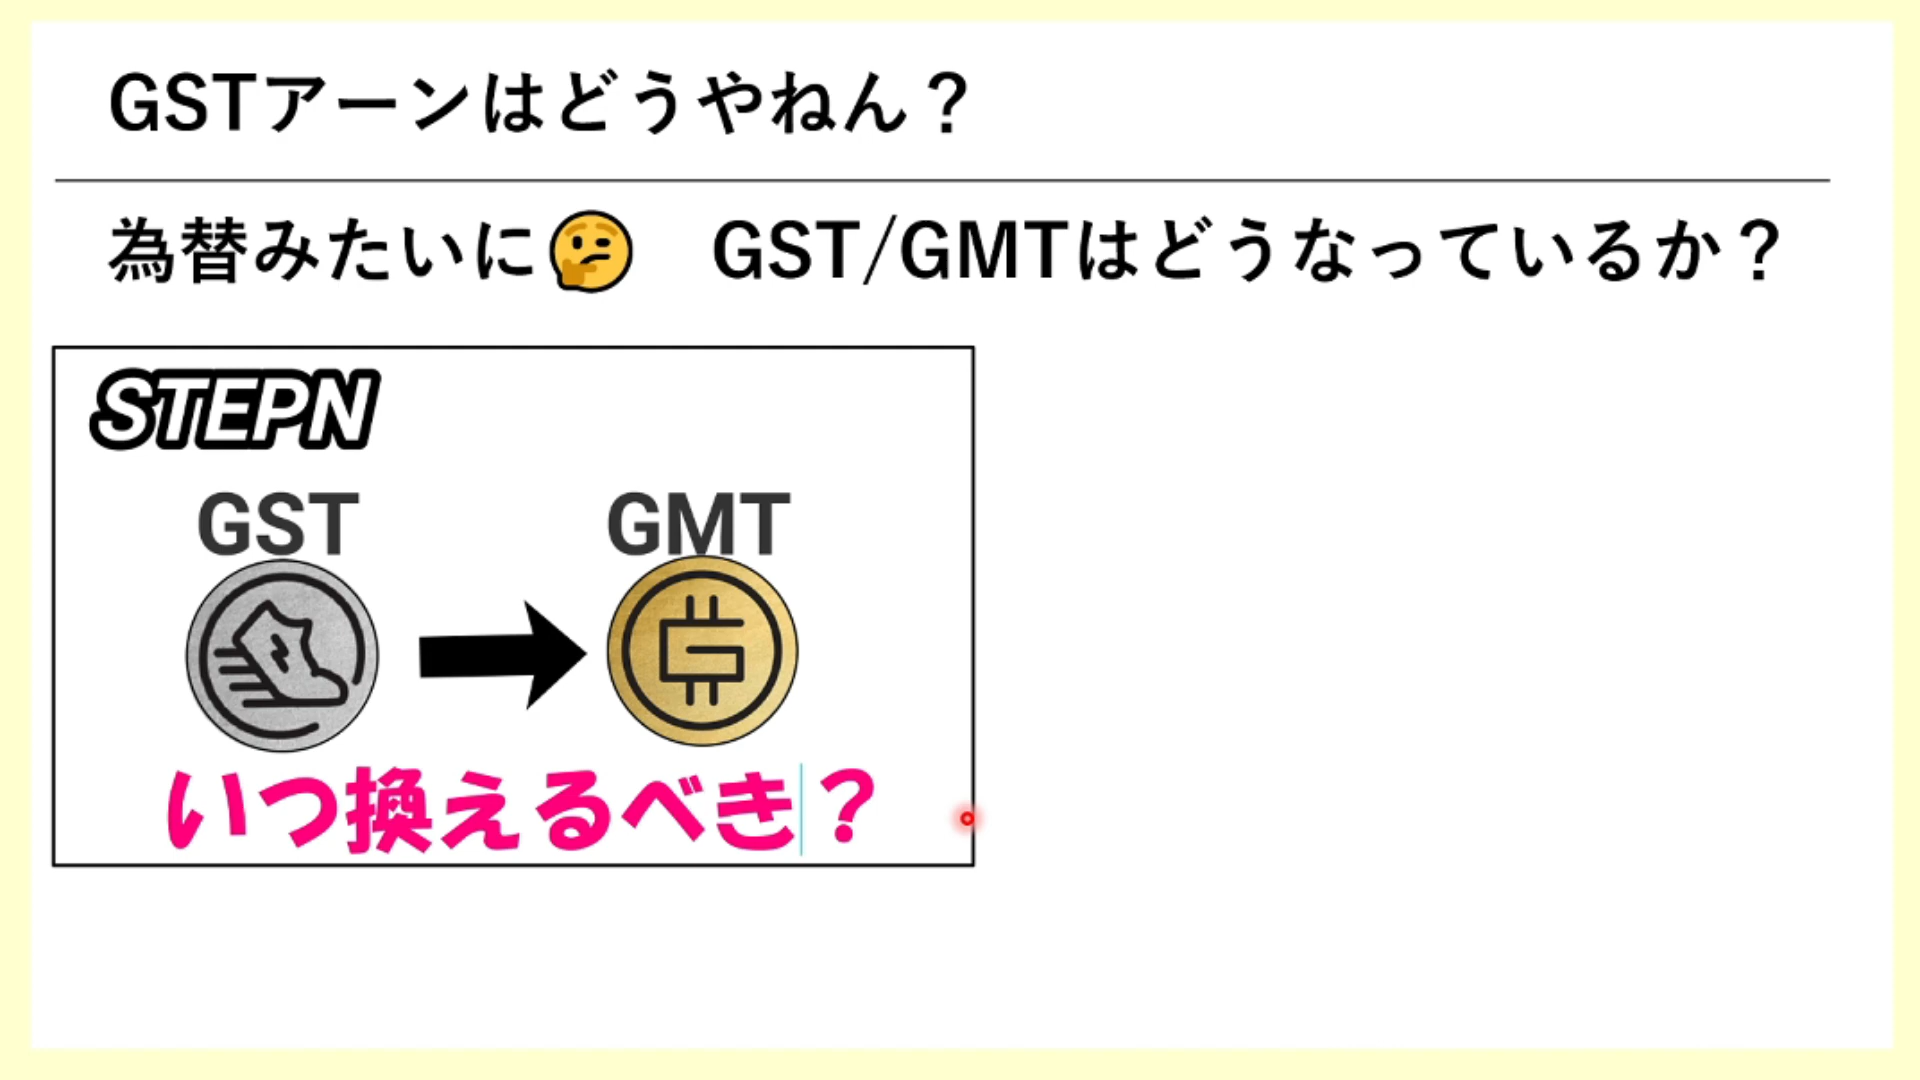 GSTアーンはどうやねん？
為替みたいに🤔　GST/GMTはどうなっているか？
STEPN
GST GMT
いつ換えるべき？